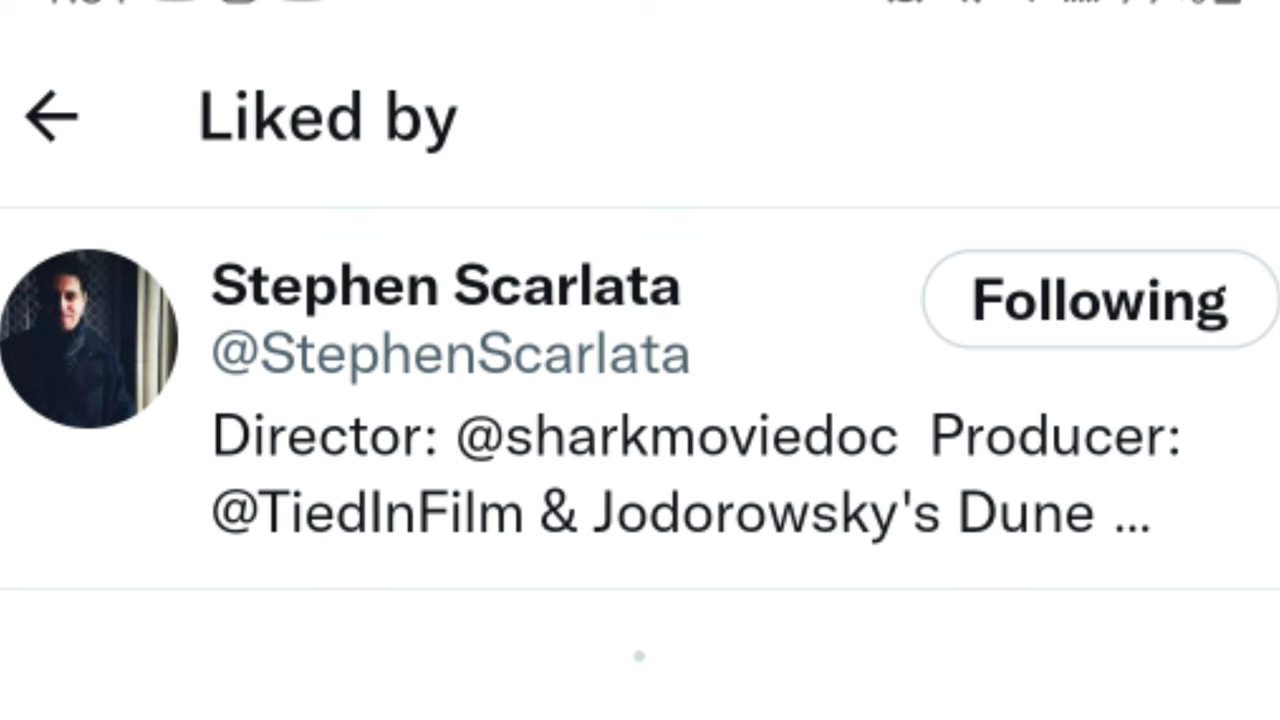 Liked by
Stephen Scarlata
Following
@StephenScarlata
Director: @sharkmoviedoc Producer:
@TiedInFilm & Jodorowsky's Dune ...